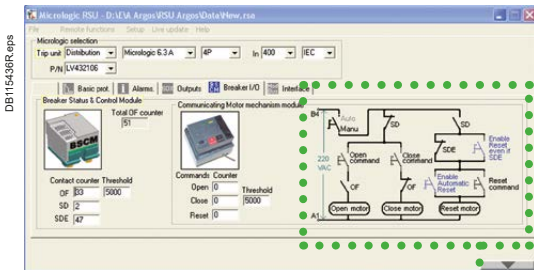 DB115436R.eps
Micrologic RSU - D:\E\A Argos\RSU Argos\Data\New.rsa
File Remote functions Setup Live update Help
Micrologic selection
Trip unit Distribution Micrologic 6.3 A 4P In 400 IEC
P/N LV432106
Basic prot. Alarms. Outputs Breaker I/O Interface
Breaker Status & Control Module
Total OF counter
51
BSCM
Contact counter Threshold
OF 33 5000
SD 2
SDE 47
Communicating Motor mechanism module
Commands Counter
Open 0
Threshold
Close 0 5000
Reset 0
B4
Auto
Manu
SD
SD
Enable
Reset
even if
SDE
SDE
220
VAC
Open
command
Close
command
Enable
Automatic
Reset
Reset
command
OF
OF
A1
Open motor
Close motor
Reset motor